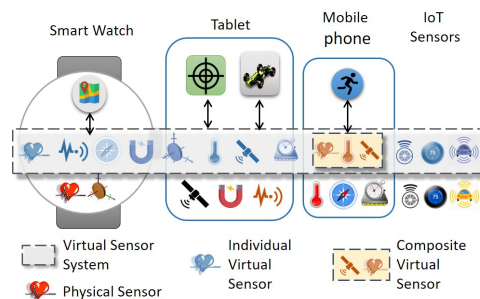 Smart Watch
Tablet
Mobile
phone
IoT
Sensors
Virtual Sensor
System
Physical Sensor
Individual
Virtual
Sensor
Composite
Virtual
Sensor